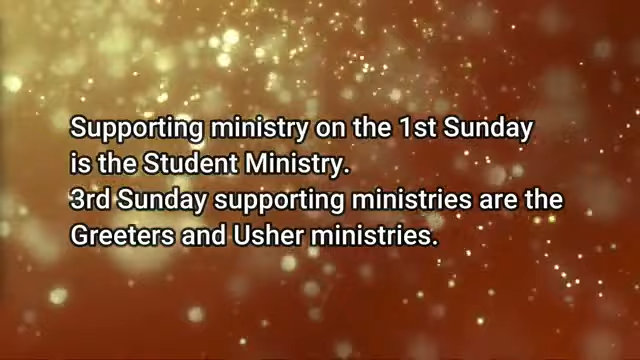 Supporting ministry on the 1st Sunday
is the Student Ministry.
3rd Sunday supporting ministries are the
Greeters and Usher ministries.